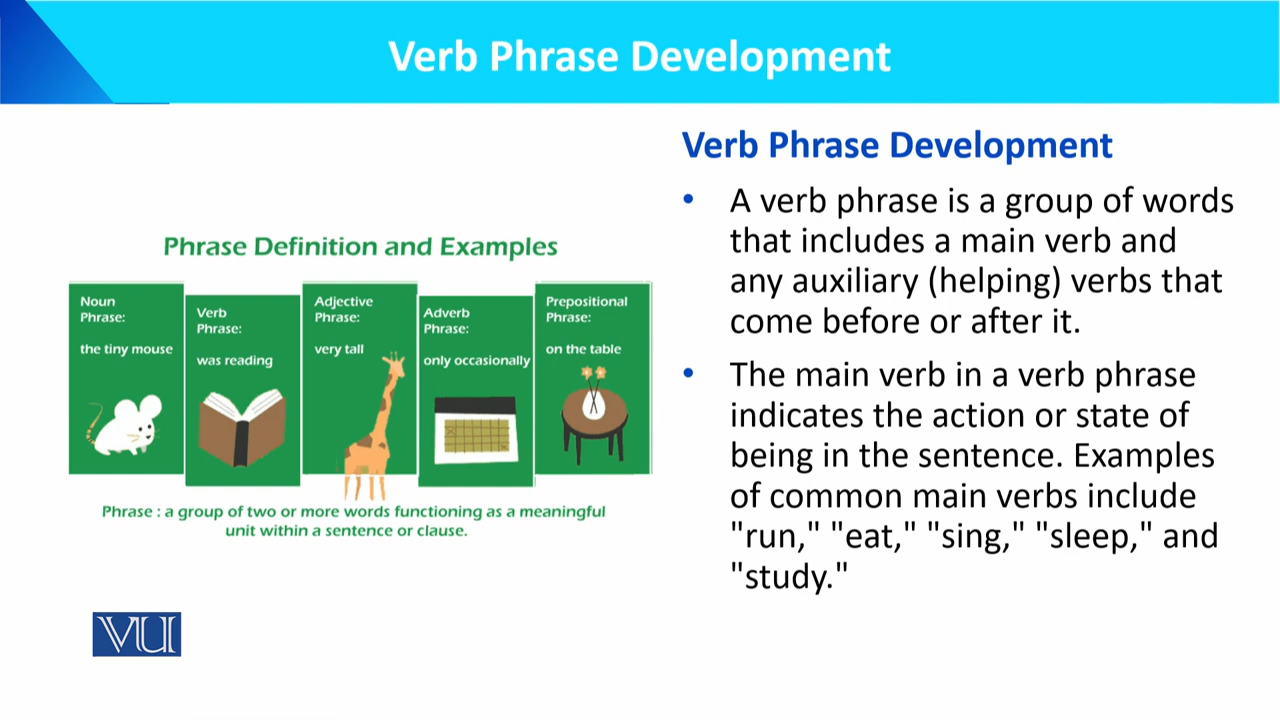 Verb Phrase Development
Verb Phrase Development
• A verb phrase is a group of words
that includes a main verb and
any auxiliary (helping) verbs that
come before or after it.
• The main verb in a verb phrase
indicates the action or state of
being in the sentence. Examples
of common main verbs include
"run," "eat," "sing," "sleep," and
"study."
Phrase Definition and Examples
Noun
Phrase:
the tiny mouse
Verb
Phrase:
was reading
Adjective
Phrase:
very tall
Adverb
Phrase:
only occasionally
Prepositional
Phrase:
on the table
Phrase : a group of two or more words functioning as a meaningful
unit within a sentence or clause.
VU